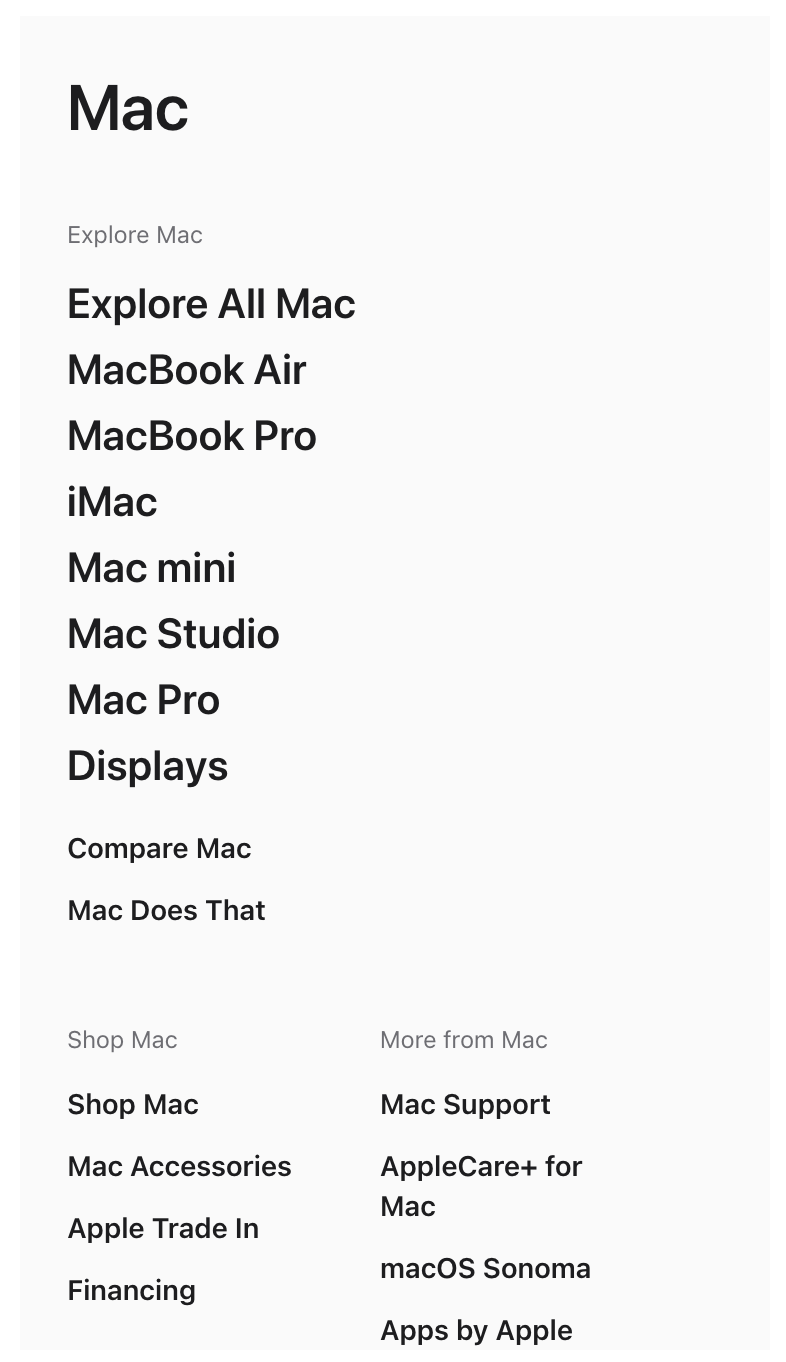 Mac
Explore Mac
Explore All Mac
MacBook Air
MacBook Pro
iMac
Mac mini
Mac Studio
Mac Pro
Displays
Compare Mac
Mac Does That
Shop Mac
Shop Mac
Mac Accessories
Apple Trade In
Financing
More from Mac
Mac Support
AppleCare+ for
Mac
macOS Sonoma
Apps by Apple